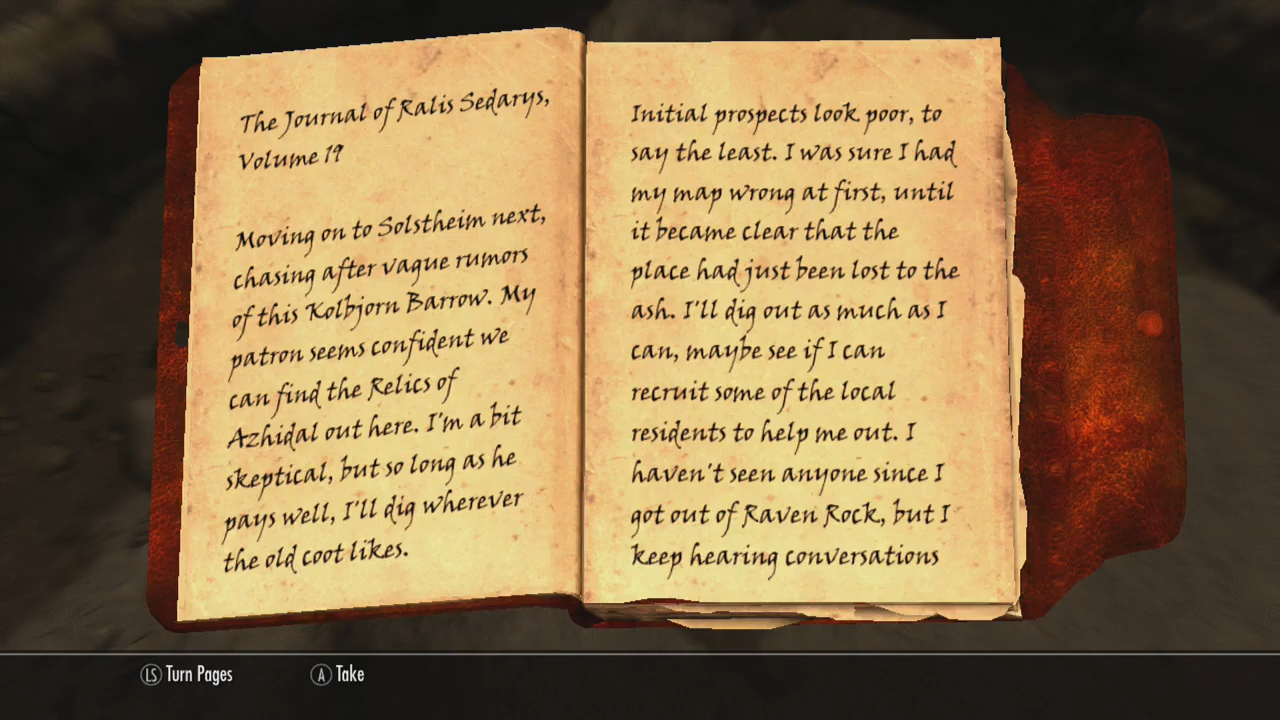 The Journal of Ralis Sedarys,
Volume 19
Moving on to Solstheim next,
chasing after vague rumors
of this Kolbjorn Barrow. My
patron seems confident we
can find the Relics of
Azhidal out here. I'm a bit
skeptical, but so long as he
pays well, I'll dig wherever
the old coot likes.
Initial prospects look poor, to
say the least. I was sure I had
my map wrong at first, until
it became clear that the
place had just been lost to the
ash. I'll dig out as much as I
can, maybe see if I can
recruit some of the local
residents to help me out. I
haven't seen anyone since I
got out of Raven Rock, but I
keep hearing conversations
LS Turn Pages
A Take